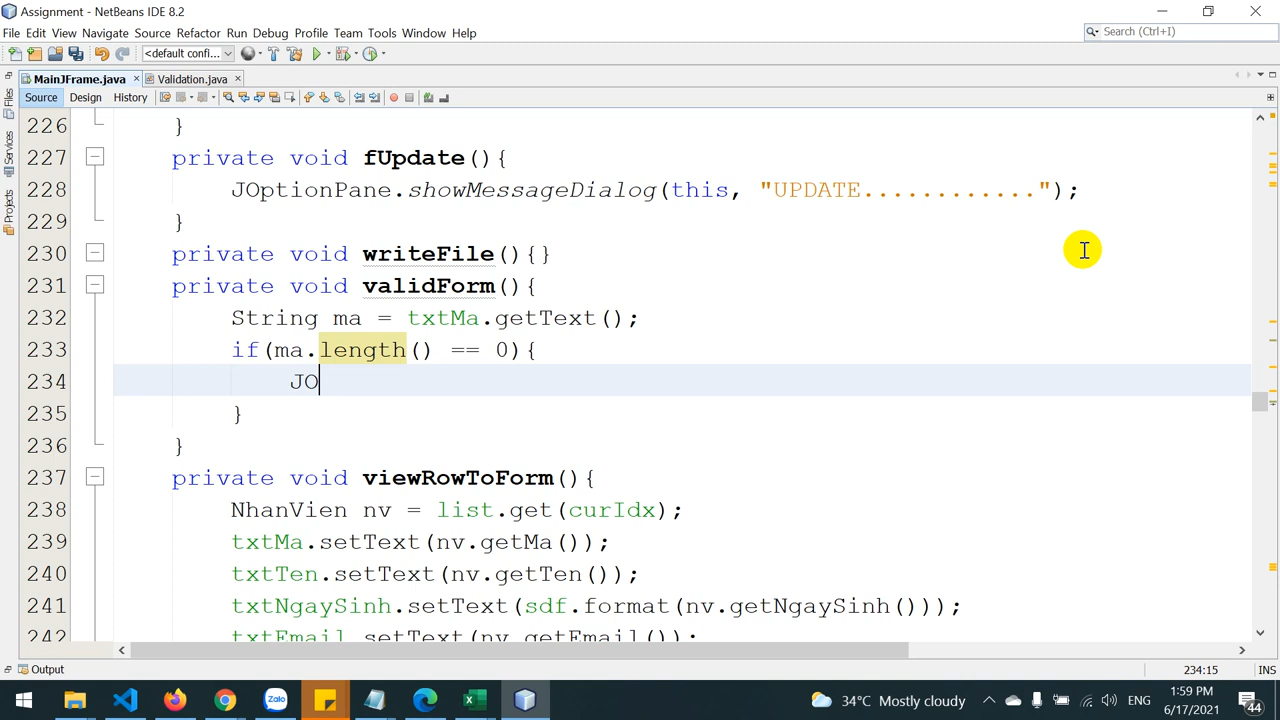 Assignment - NetBeans IDE 8.2
File Edit View Navigate Source Refactor Run Debug Profile Team Tools Window Help
Search (Ctrl+I)
<default confi...
MainJFrame.java
Validation.java
Source Design History
Files
Services
Projects
226 }
227 private void fUpdate(){
228 JOptionPane.showMessageDialog(this, "UPDATE............");
229 }
230 private void writeFile(){}
231 private void validForm(){
232 String ma = txtMa.getText();
233 if(ma.length() == 0){
234 JO
235 }
236 }
237 private void viewRowToForm(){
238 NhanVien nv = list.get(curIdx);
239 txtMa.setText(nv.getMa());
240 txtTen.setText(nv.getTen());
241 txtNgaySinh.setText(sdf.format(nv.getNgaySinh()));
242 txtEmail.setText(nv.getEmail());
Output
234:15 INS
Zalo
34°C Mostly cloudy
ENG
1:59 PM
6/17/2021
44